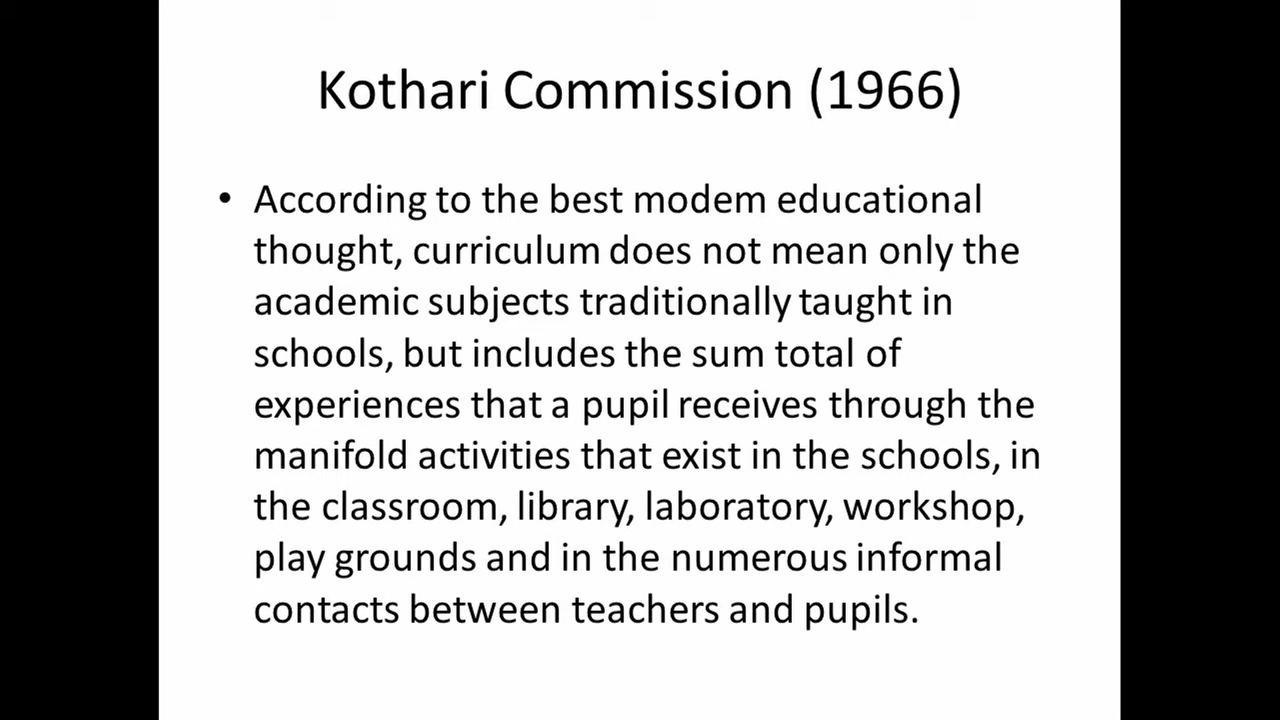 Kothari Commission (1966)
• According to the best modem educational
thought, curriculum does not mean only the
academic subjects traditionally taught in
schools, but includes the sum total of
experiences that a pupil receives through the
manifold activities that exist in the schools, in
the classroom, library, laboratory, workshop,
play grounds and in the numerous informal
contacts between teachers and pupils.